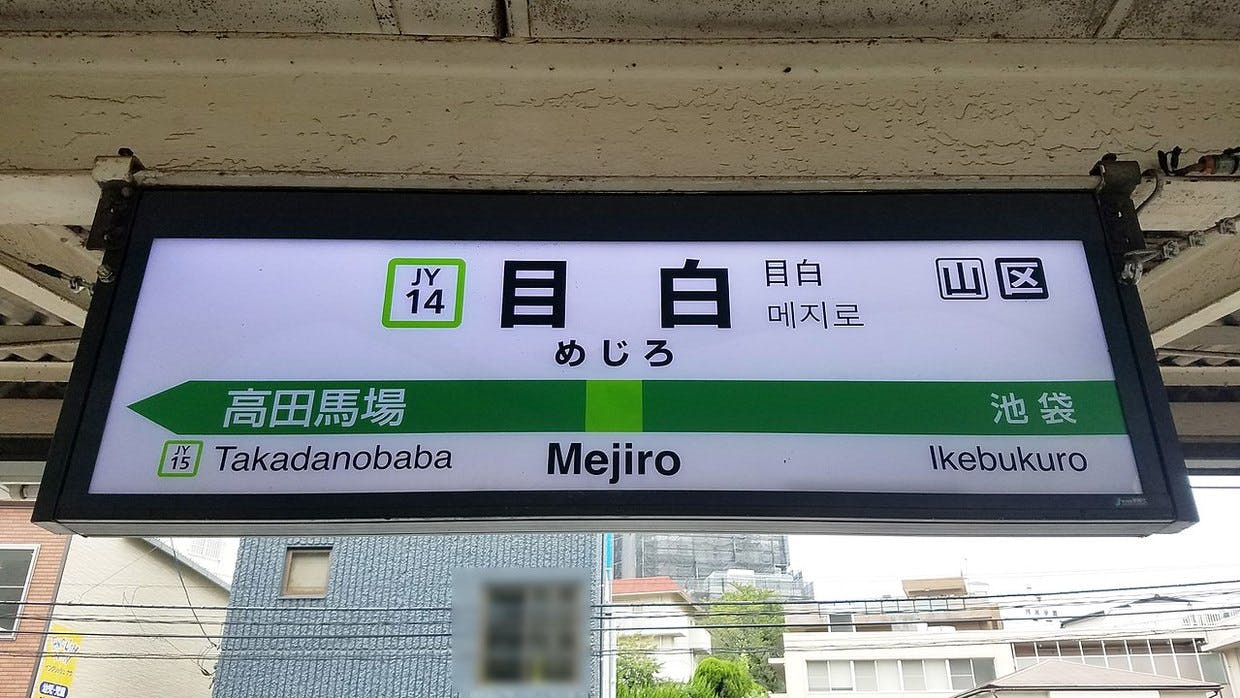 JY
14
目白
目白
메지로
山 区
めじろ
高田馬場 池袋
JY
15
Takadanobaba Mejiro Ikebukuro